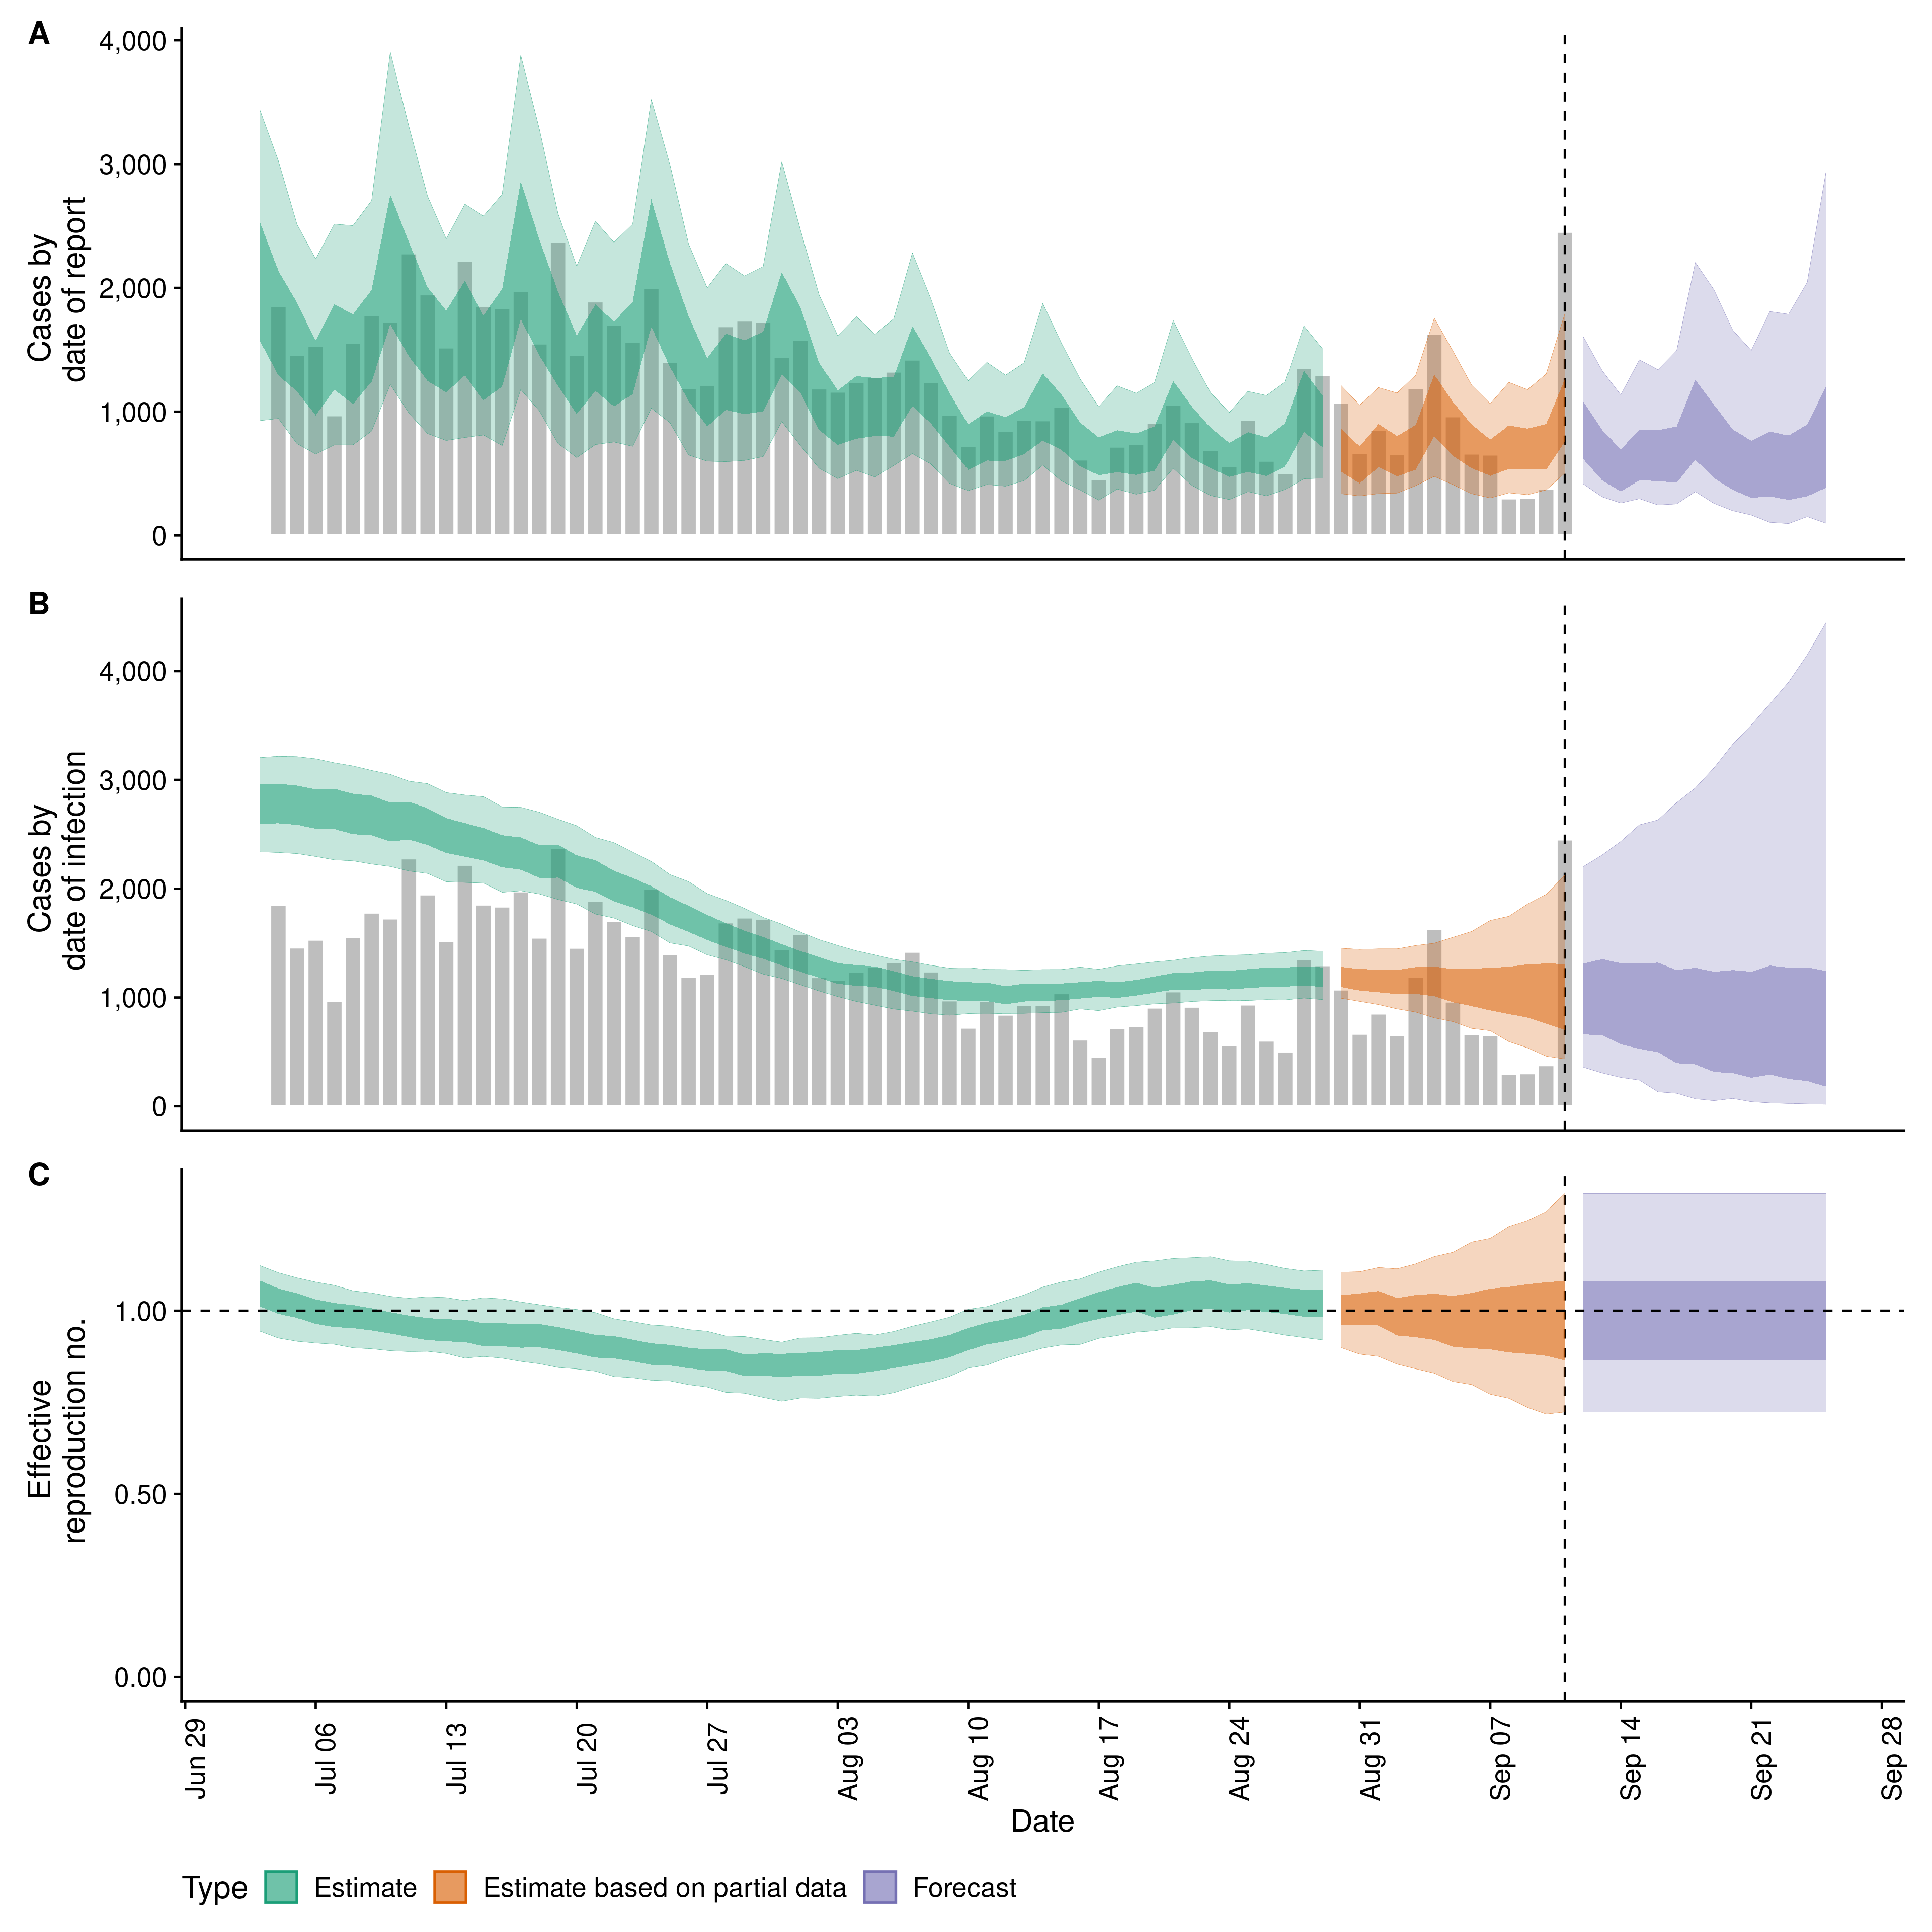 A
4,000
3,000
2,000
1,000
0
Cases by
date of report
B
4,000
3,000
2,000
1,000
0
Cases by
date of infection
C
1.00
0.50
0.00
Effective
reproduction no.
Jun 29
Jul 06
Jul 13
Jul 20
Jul 27
Aug 03
Aug 10
Aug 17
Aug 24
Aug 31
Sep 07
Sep 14
Sep 21
Sep 28
Date
Type Estimate Estimate based on partial data Forecast